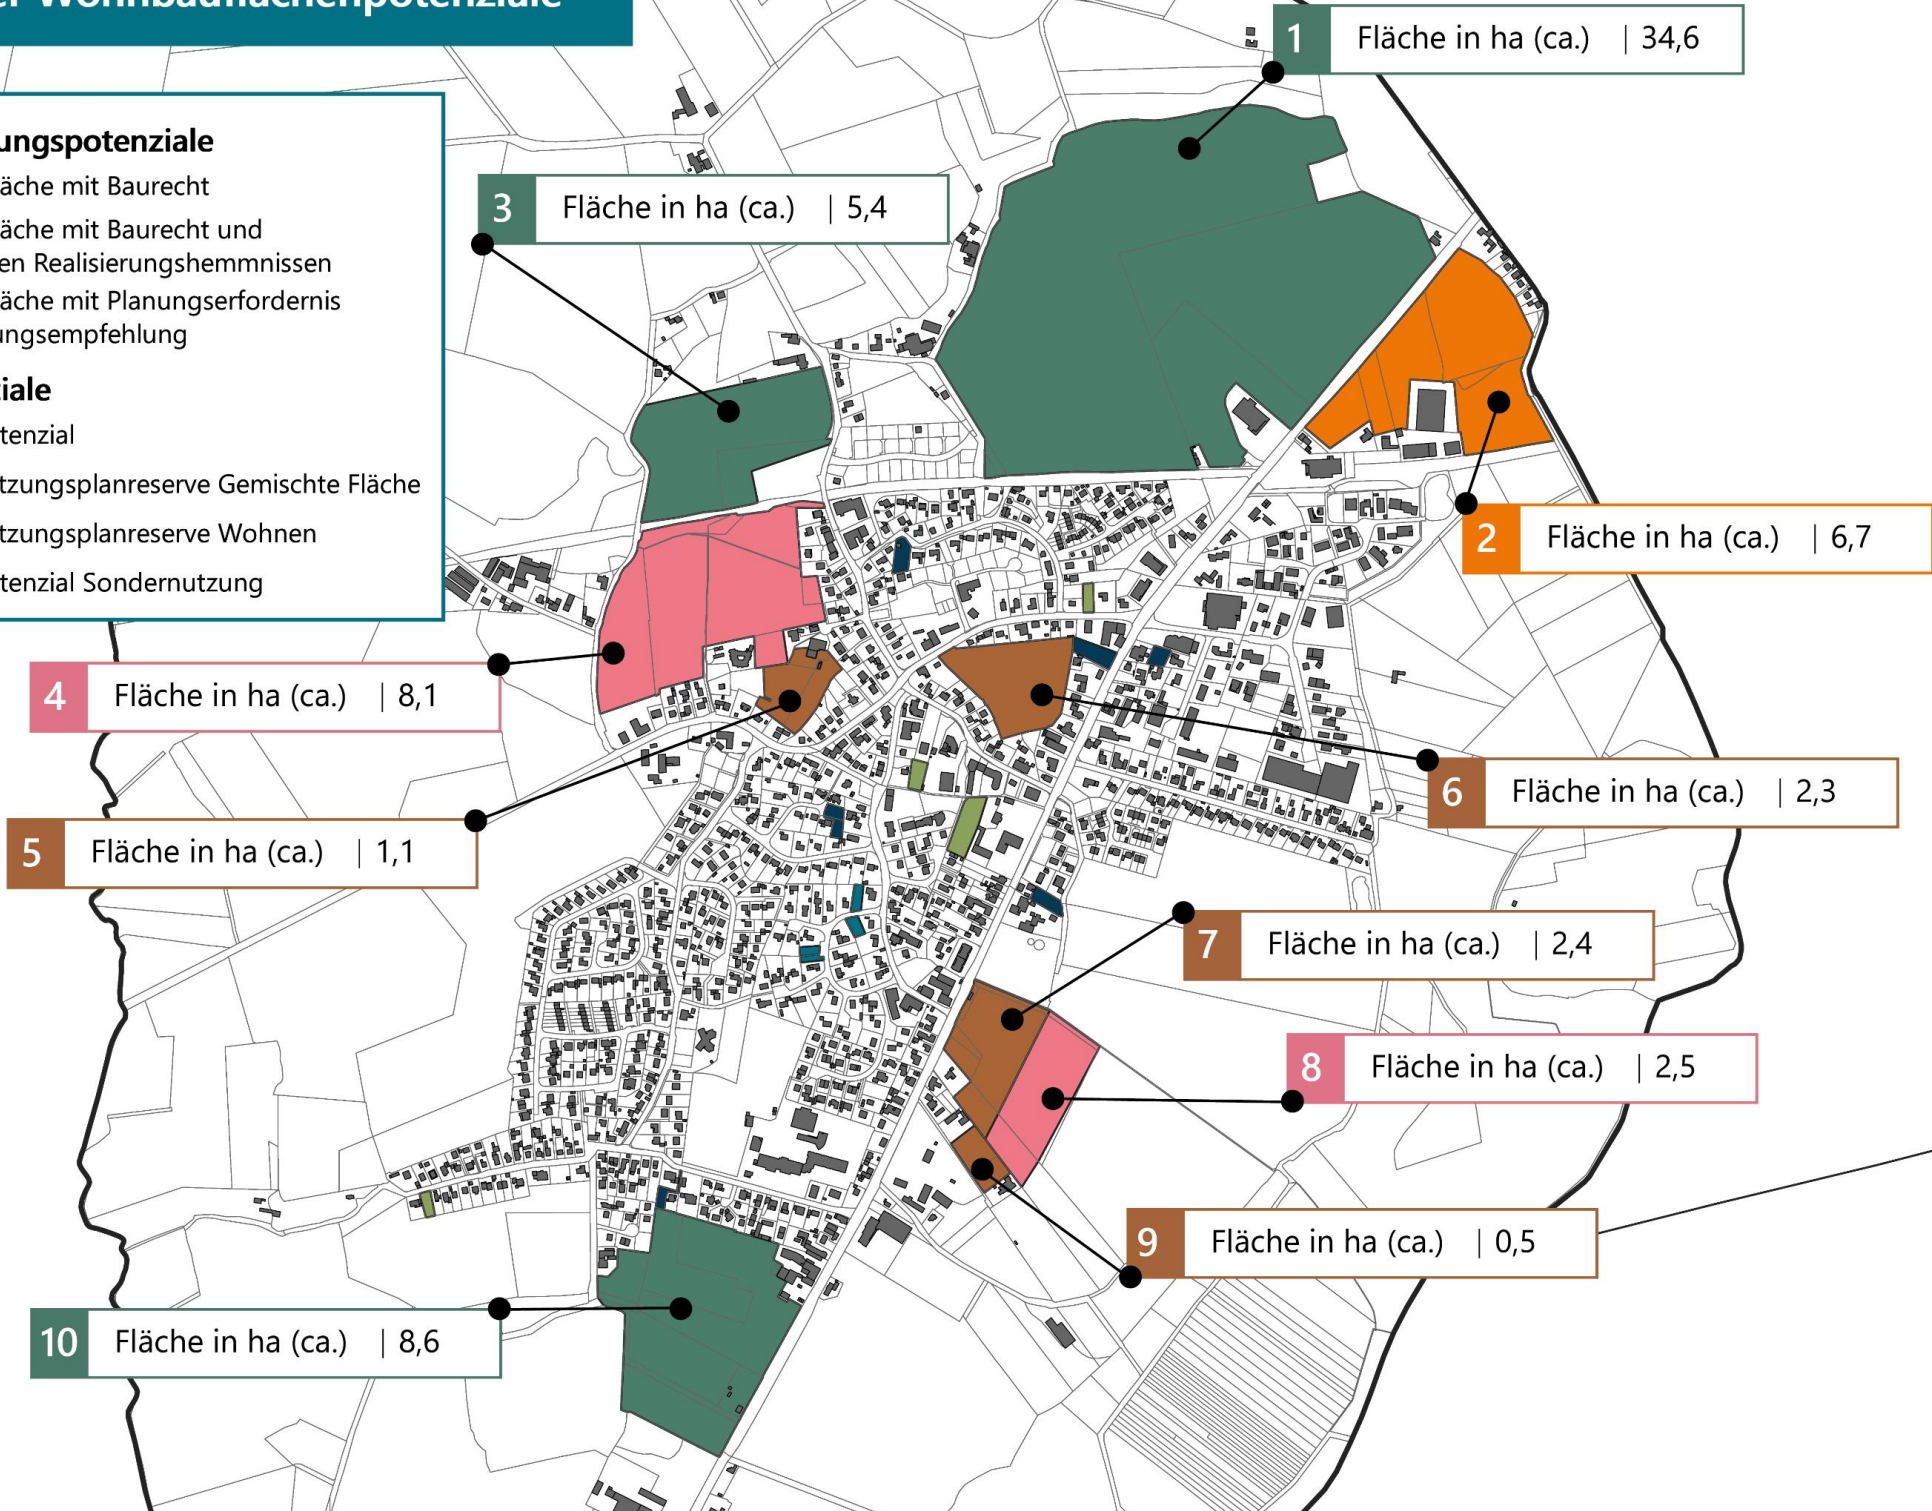 er Wohnbauflächenpotenziale
ungspotenziale
äche mit Baurecht
äche mit Baurecht und
en Realisierungshemmnissen
äche mit Planungserfordernis
ungsempfehlung
iale
tenzial
tzungsplanreserve Gemischte Fläche
tzungsplanreserve Wohnen
tenzial Sondernutzung
1 Fläche in ha (ca.) | 34,6
3 Fläche in ha (ca.) | 5,4
2 Fläche in ha (ca.) | 6,7
4 Fläche in ha (ca.) | 8,1
6 Fläche in ha (ca.) | 2,3
5 Fläche in ha (ca.) | 1,1
7 Fläche in ha (ca.) | 2,4
8 Fläche in ha (ca.) | 2,5
9 Fläche in ha (ca.) | 0,5
10 Fläche in ha (ca.) | 8,6